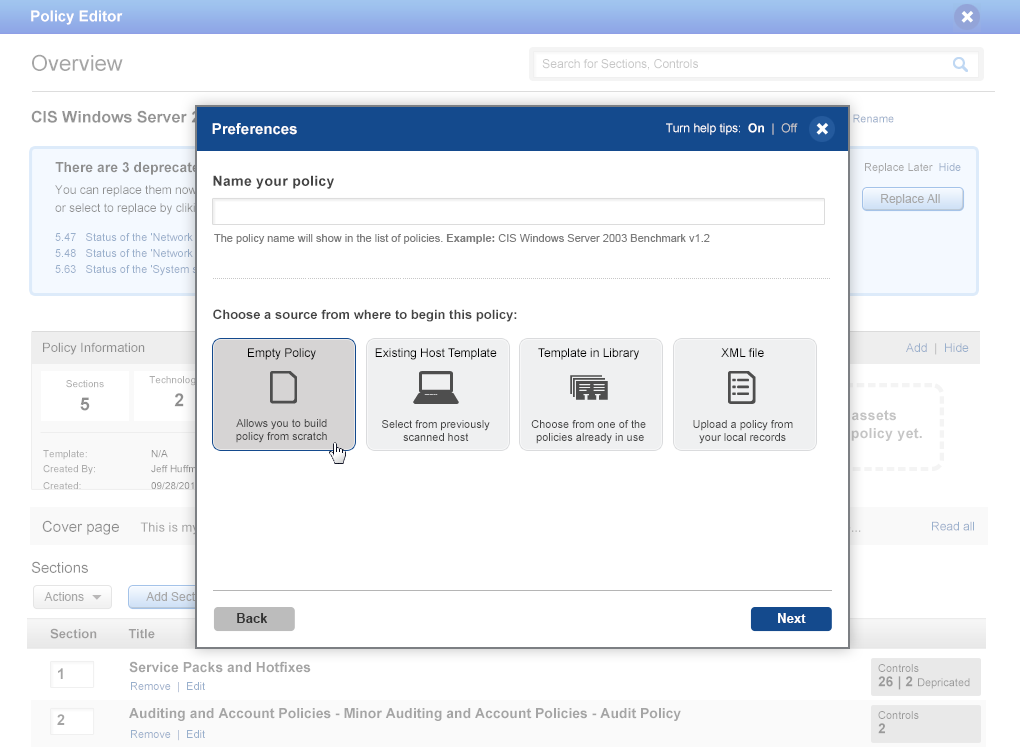 Policy Editor
Overview
Search for Sections, Controls
CIS Windows Server 2
Rename
There are 3 deprecate
You can replace them now
or select to replace by cliki
5.47 Status of the 'Network
5.48 Status of the 'Network
5.63 Status of the 'System s
Replace Later Hide
Replace All
Preferences
Turn help tips: On | Off
Name your policy
The policy name will show in the list of policies. Example: CIS Windows Server 2003 Benchmark v1.2
Choose a source from where to begin this policy:
Empty Policy
Allows you to build
policy from scratch
Existing Host Template
Select from previously
scanned host
Template in Library
Choose from one of the
policies already in use
XML file
Upload a policy from
your local records
Back
Next
Policy Information
Add | Hide
Sections
5
Technolog
2
Template: N/A
Created By: Jeff Huffm
Created: 09/28/201
assets
policy yet.
Cover page This is my
... Read all
Sections
Actions
Add Sect
Section Title
1
Service Packs and Hotfixes
Remove | Edit
Controls
26 | 2 Depricated
2
Auditing and Account Policies - Minor Auditing and Account Policies - Audit Policy
Remove | Edit
Controls
2